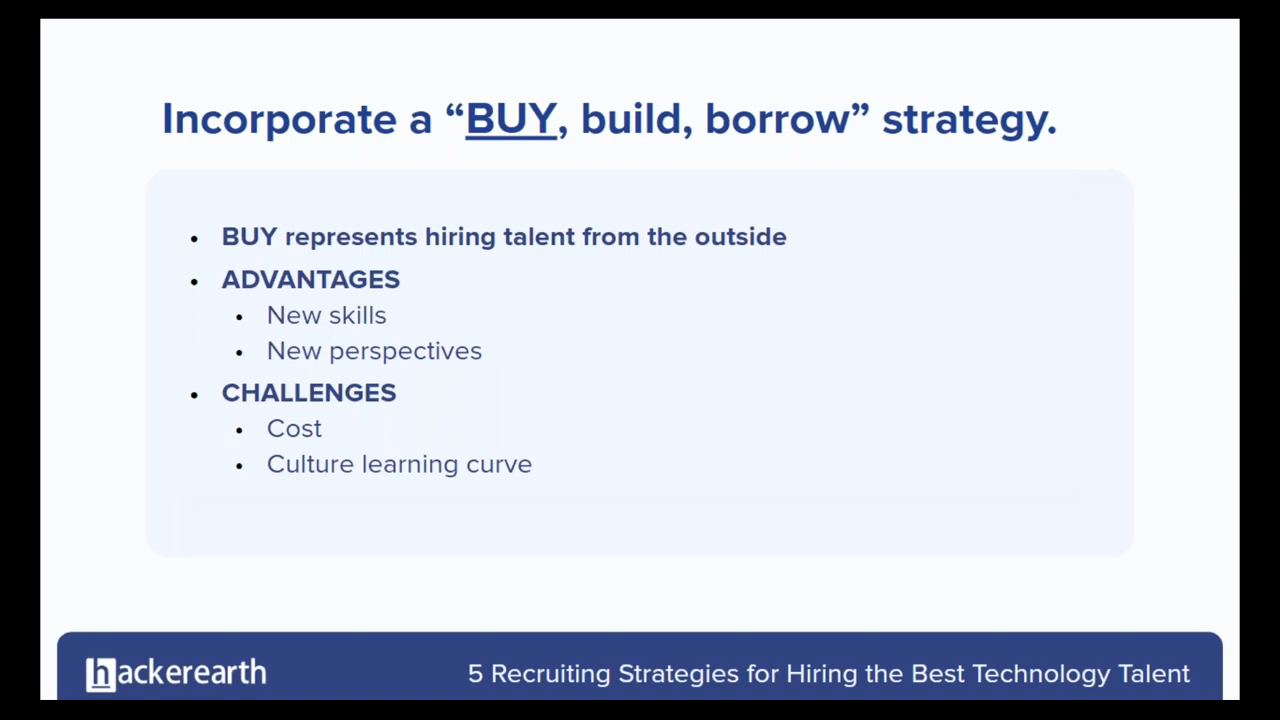 Incorporate a “BUY, build, borrow” strategy.
• BUY represents hiring talent from the outside
• ADVANTAGES
• New skills
• New perspectives
• CHALLENGES
• Cost
• Culture learning curve
hackerearth
5 Recruiting Strategies for Hiring the Best Technology Talent